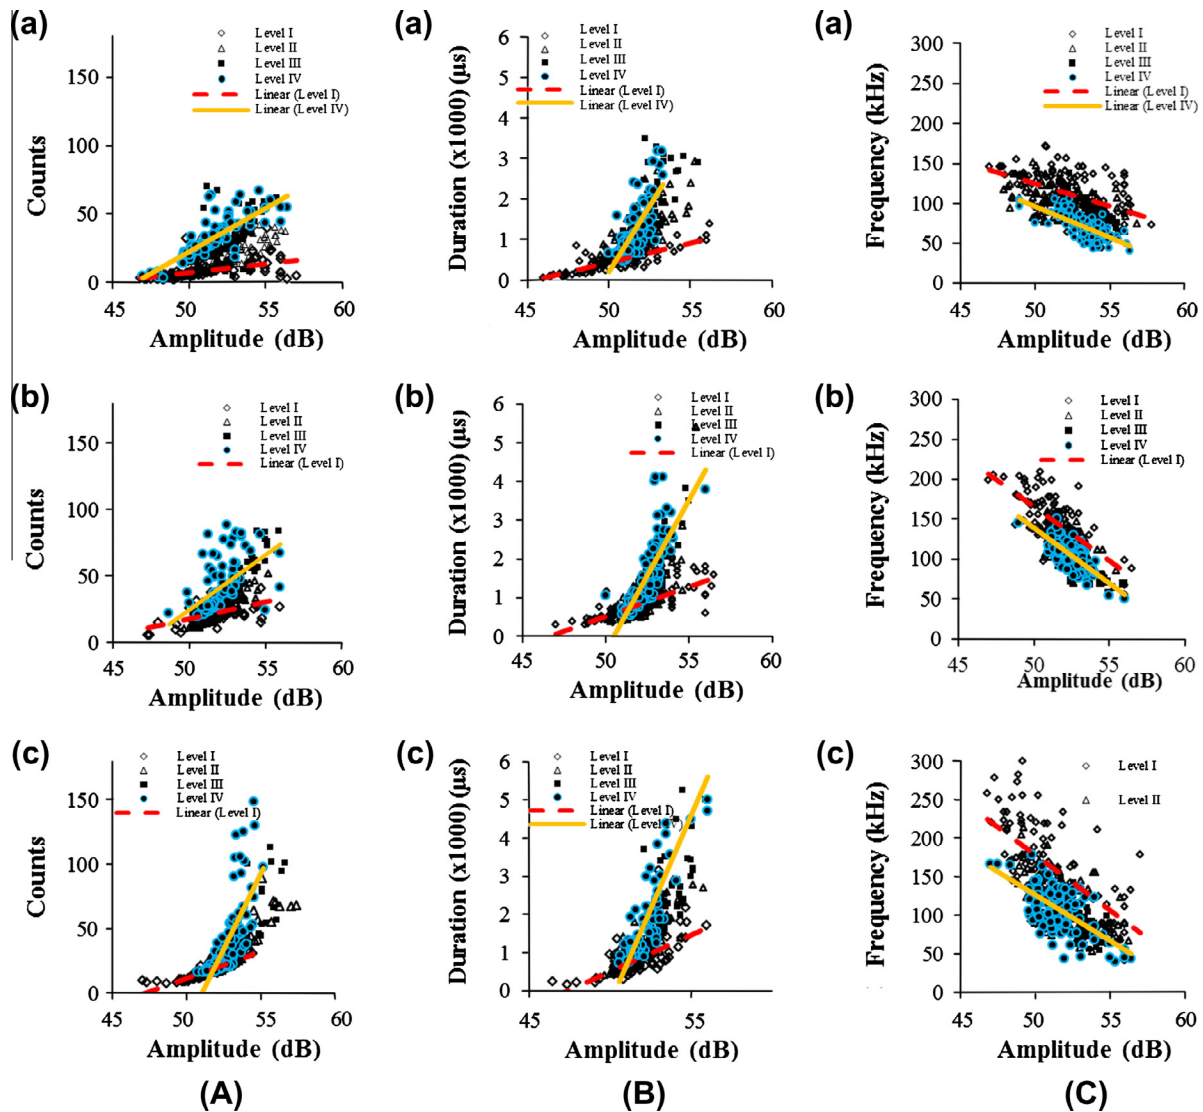 (a)
Counts
150
100
50
0
45
50
55
60
Amplitude (dB)
Level I
Level II
Level III
Level IV
Linear (Level I)
Linear (Level IV)
(a)
Duration (x1000) (µs)
6
5
4
3
2
1
0
45
50
55
60
Amplitude (dB)
Level I
Level II
Level III
Level IV
Linear (Level I)
Linear (Level IV)
(a)
Frequency (kHz)
300
250
200
150
100
50
0
45
50
55
60
Amplitude (dB)
Level I
Level II
Level III
Level IV
Linear (Level I)
Linear (Level IV)
(b)
Counts
150
100
50
0
45
50
55
60
Amplitude (dB)
Level I
Level II
Level III
Level IV
Linear (Level I)
(b)
Duration (x1000) (µs)
6
5
4
3
2
1
0
45
50
55
60
Amplitude (dB)
Level I
Level II
Level III
Level IV
Linear (Level I)
(b)
Frequency (kHz)
300
250
200
150
100
50
0
45
50
55
60
Amplitude (dB)
Level I
Level II
Level III
Level IV
Linear (Level I)
(c)
Counts
150
100
50
0
45
50
55
60
Amplitude (dB)
Level I
Level II
Level III
Level IV
Linear (Level I)
(c)
Duration (x1000) (µs)
6
5
4
3
2
1
0
45
50
55
Amplitude (dB)
Level I
Level II
Level III
Level IV
Linear (Level I)
(c)
Frequency (kHz)
300
250
200
150
100
50
0
45
50
55
60
Amplitude (dB)
Level I
Level II
(A)
(B)
(C)